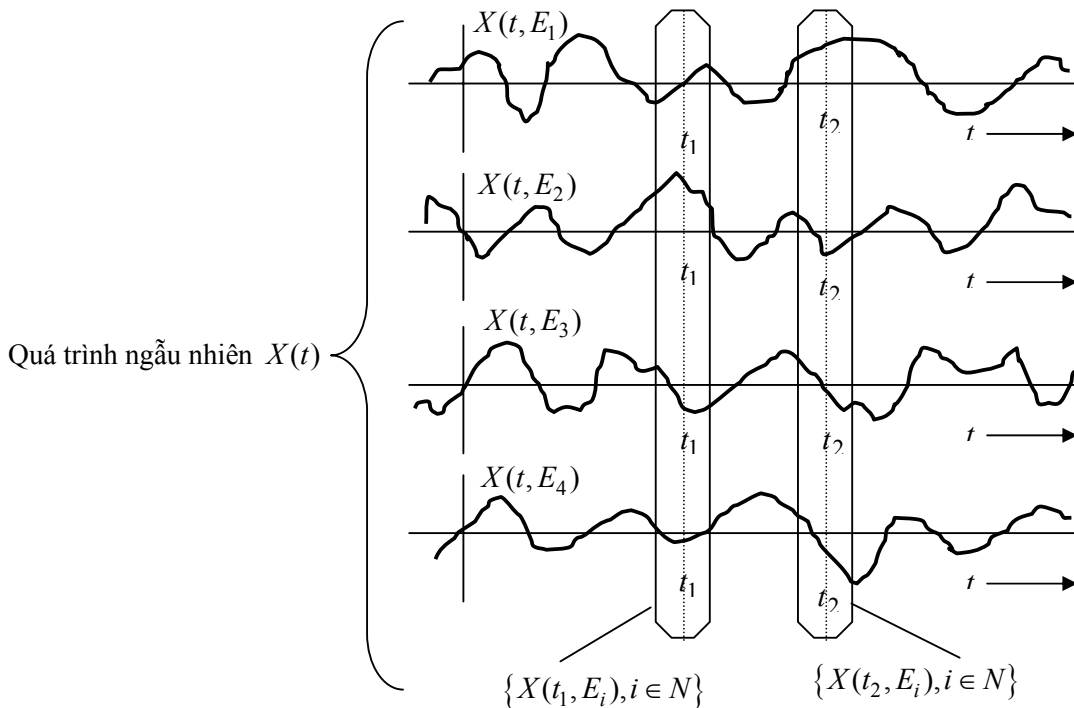 X(t, E₁)
t₁
t₂
t
X(t, E₂)
t₁
t₂
t
X(t, E₃)
Quá trình ngẫu nhiên X(t)
t₁
t₂
t
X(t, E₄)
t₁
t₂
t
{X(t₁, Eᵢ), i ∈ N}
{X(t₂, Eᵢ), i ∈ N}